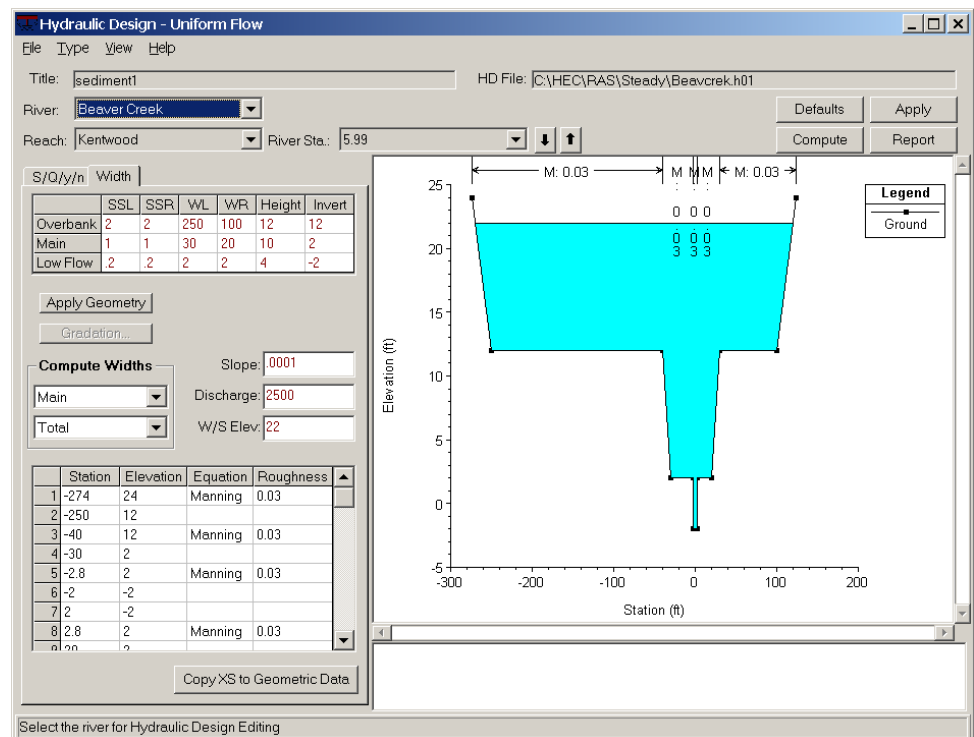 Hydraulic Design - Uniform Flow
File Type View Help
Title: sediment1 HD File: C:\HEC\RAS\Steady\Beavcrek.h01
River: Beaver Creek Defaults Apply
Reach: Kentwood River Sta.: 5.99 Compute Report
S/Q/y/n Width
SSL SSR WL WR Height Invert
Overbank 2 2 250 100 12 12
Main 1 1 30 20 10 2
Low Flow .2 .2 2 2 4 -2
Apply Geometry
Gradation...
Compute Widths
Main
Total
Slope: .0001
Discharge: 2500
W/S Elev: 22
Station Elevation Equation Roughness
1 -274 24 Manning 0.03
2 -250 12
3 -40 12 Manning 0.03
4 -30 2
5 -2.8 2 Manning 0.03
6 -2 -2
7 2 -2
8 2.8 2 Manning 0.03
9 20 2
Copy XS to Geometric Data
M: 0.03 M M M M: 0.03
: : :
0 0 0
. . .
0 0 0
3 3 3
Legend
Ground
Elevation (ft)
25
20
15
10
5
0
-5
-300 -200 -100 0 100 200
Station (ft)
Select the river for Hydraulic Design Editing